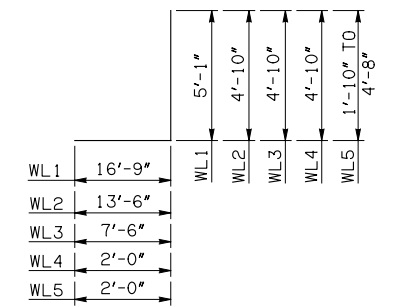 5'-1"
4'-10"
4'-10"
4'-10"
1'-10" TO
4'-8"
WL1
WL2
WL3
WL4
WL5
WL1 16'-9"
WL2 13'-6"
WL3 7'-6"
WL4 2'-0"
WL5 2'-0"